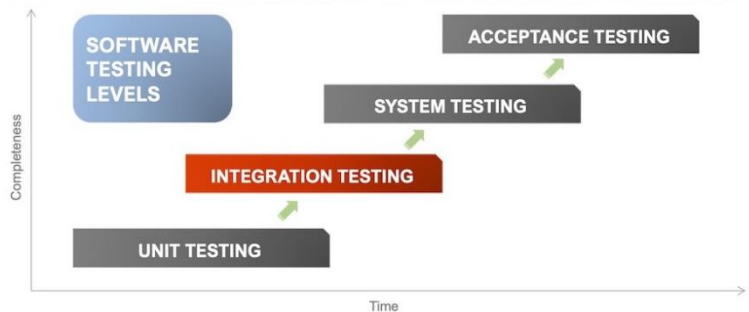 SOFTWARE
TESTING
LEVELS
ACCEPTANCE TESTING
SYSTEM TESTING
INTEGRATION TESTING
UNIT TESTING
Completeness
Time